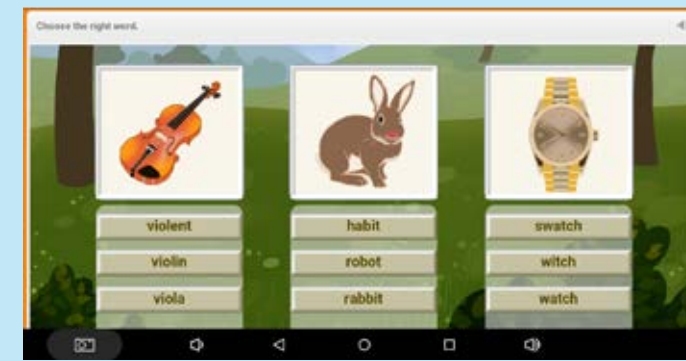 Choose the right word.
violent
violin
viola
habit
robot
rabbit
swatch
witch
watch